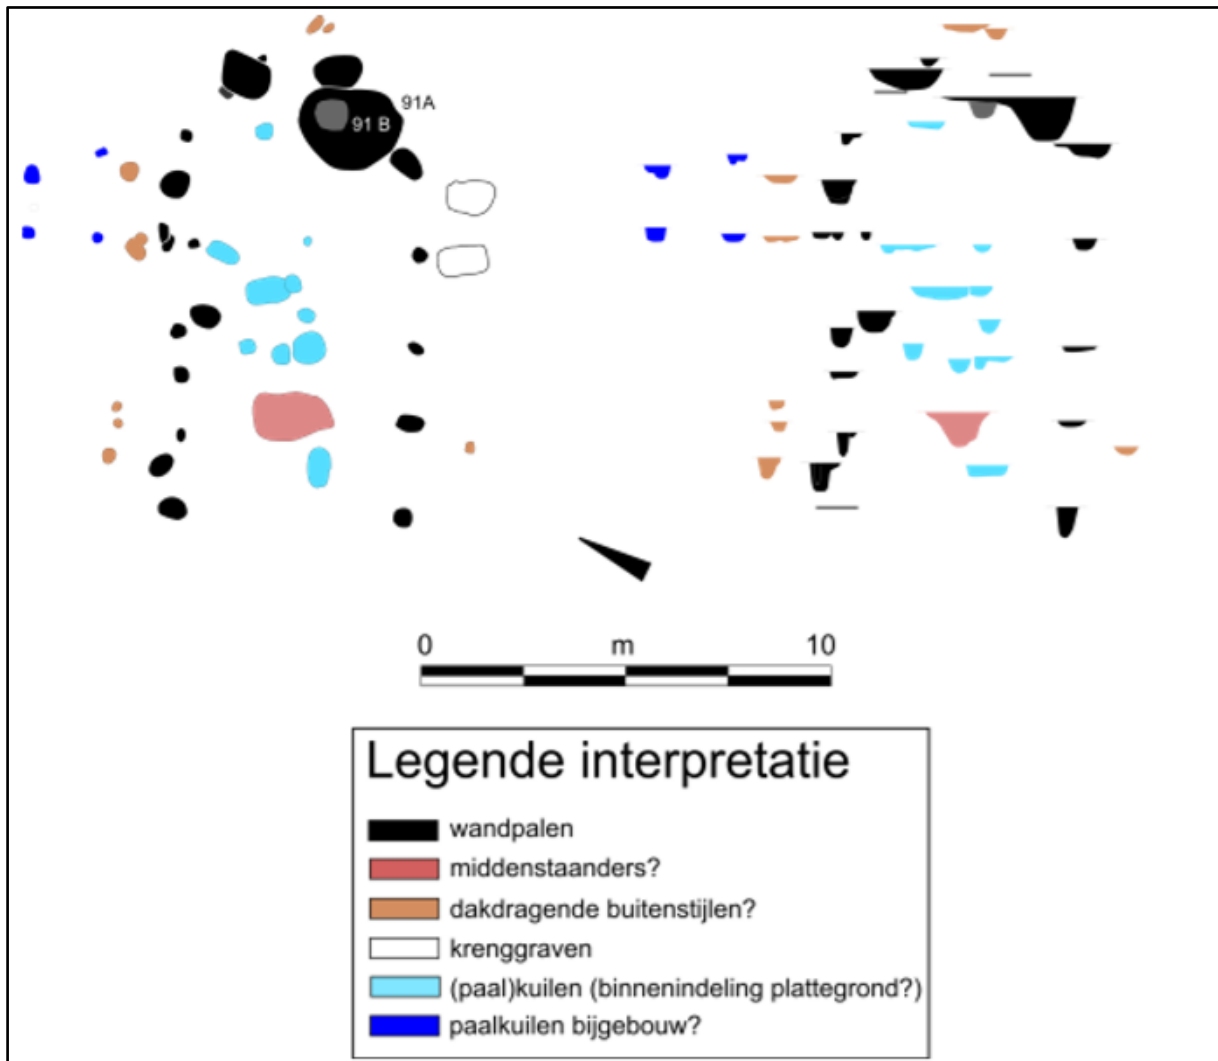 91A
91 B
0 m 10
Legende interpretatie
wandpalen
middenstaanders?
dakdragende buitenstijlen?
krenggraven
(paal)kuilen (binnenindeling plattegrond?)
paalkuilen bijgebouw?